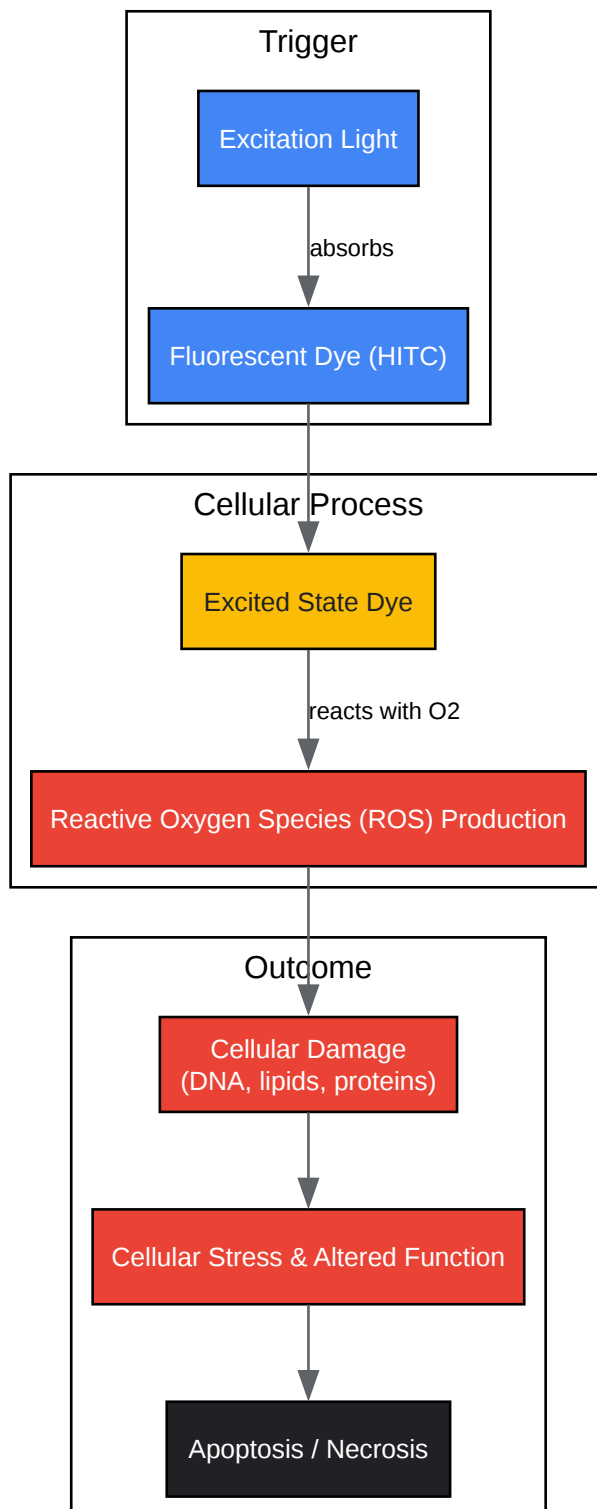 Trigger
Excitation Light
absorbs
Fluorescent Dye (HITC)
Cellular Process
Excited State Dye
reacts with O2
Reactive Oxygen Species (ROS) Production
Outcome
Cellular Damage
(DNA, lipids, proteins)
Cellular Stress & Altered Function
Apoptosis / Necrosis